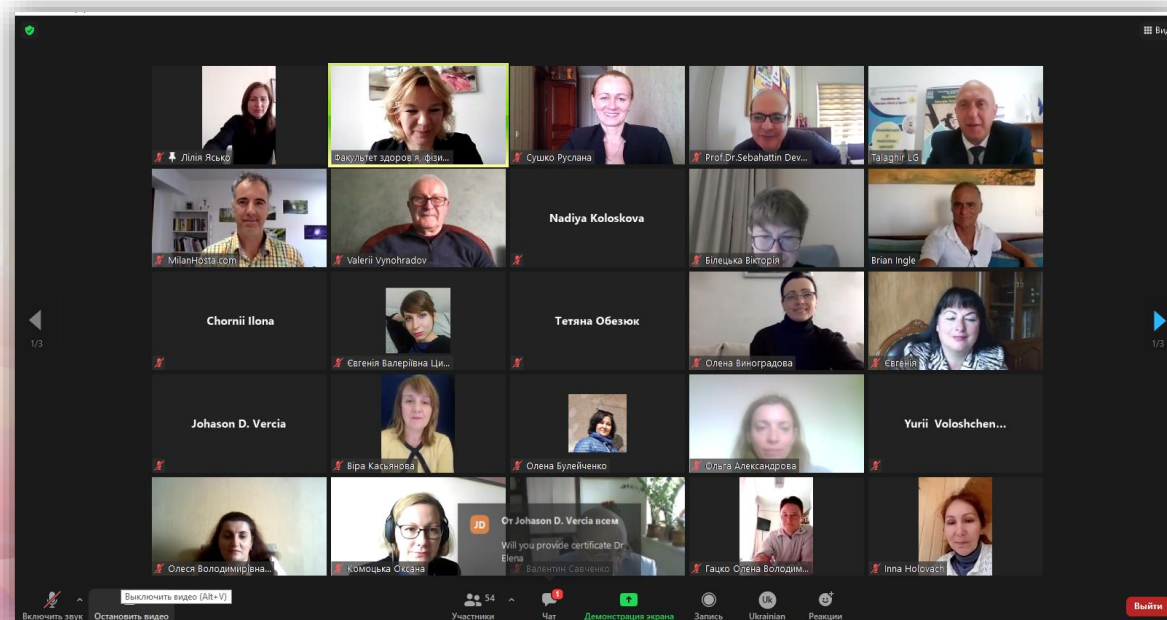 Ви
Лілія Ясько
Факультет здоров'я, фізи...
Сушко Руслана
Prof.Dr.Sebahattin Dev...
Talaghir LG
MilanHosta.com
Valerii Vynohradov
Nadiya Koloskova
Білецька Вікторія
Brian Ingle
Chornii Ilona
Євгенія Валеріївна Ци...
Тетяна Обезюк
Олена Виноградова
Євгенія
1/3
1/3
Johason D. Vercia
Віра Касьянова
Олена Булейченко
Ольга Александрова
Yurii Voloshchen...
Олеся Володимирівна...
Комоцька Оксана
JD
От Johason D. Vercia всем
Will you provide certificate Dr
Elena
Валентин Савченко
Гацко Олена Володим...
Inna Holovach
Выключить видео (Alt+V)
Включить звук
Остановить видео
54
Участники
1
Чат
Демонстрация экрана
Запись
Uk
Ukrainian
Реакции
Выйти